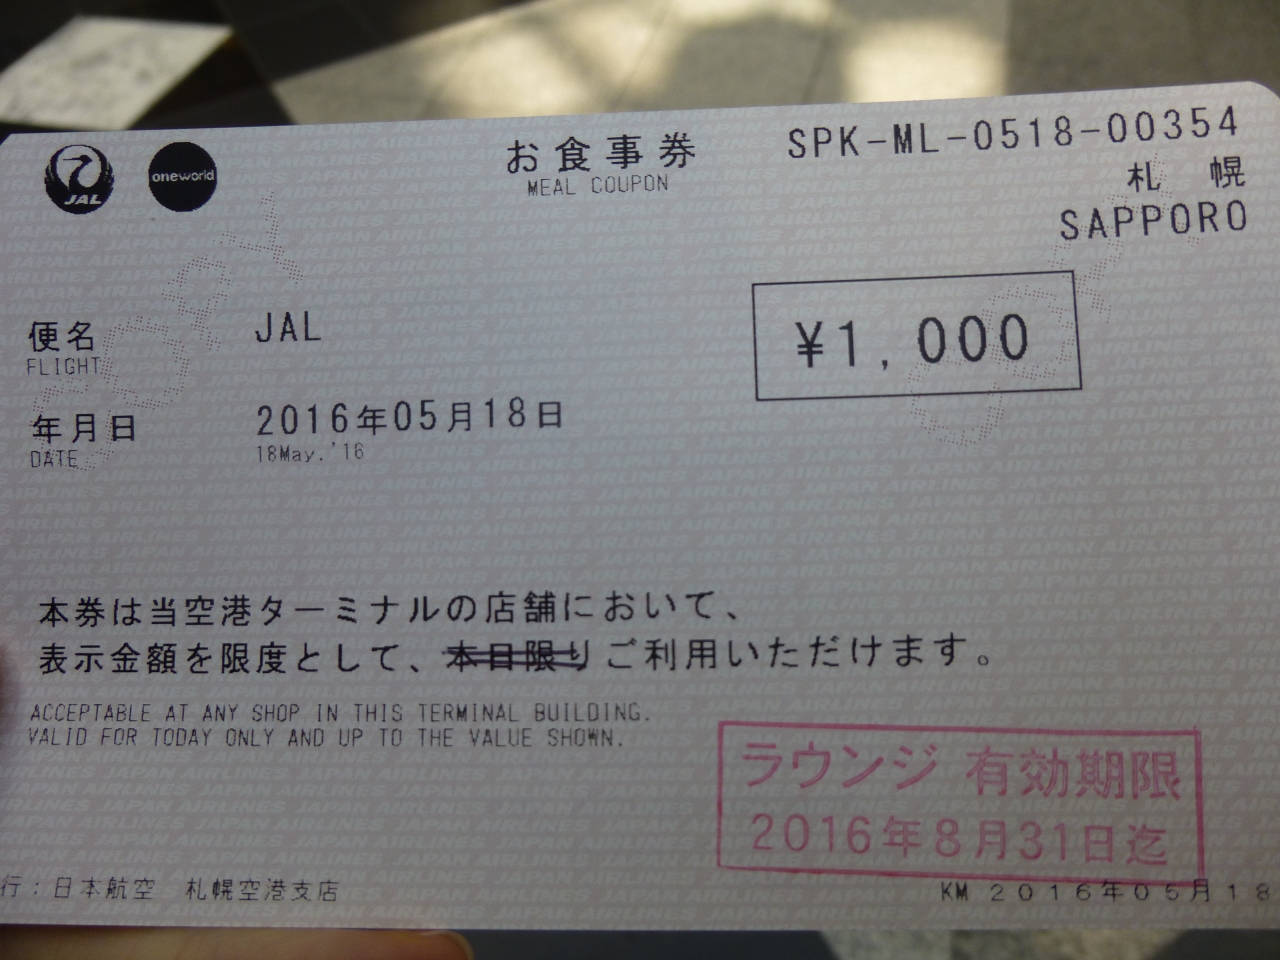 JAL
oneworld
お食事券
MEAL COUPON
SPK-ML-0518-00354
札 幌
SAPPORO
便名 JAL
FLIGHT
¥1,000
年月日 2016年05月18日
DATE 18May.'16
本券は当空港ターミナルの店舗において、
表示金額を限度として、本日限りご利用いただけます。
ACCEPTABLE AT ANY SHOP IN THIS TERMINAL BUILDING.
VALID FOR TODAY ONLY AND UP TO THE VALUE SHOWN.
ラウンジ 有効期限
2016年8月31日迄
行:日本航空 札幌空港支店
KM 2016年05月18